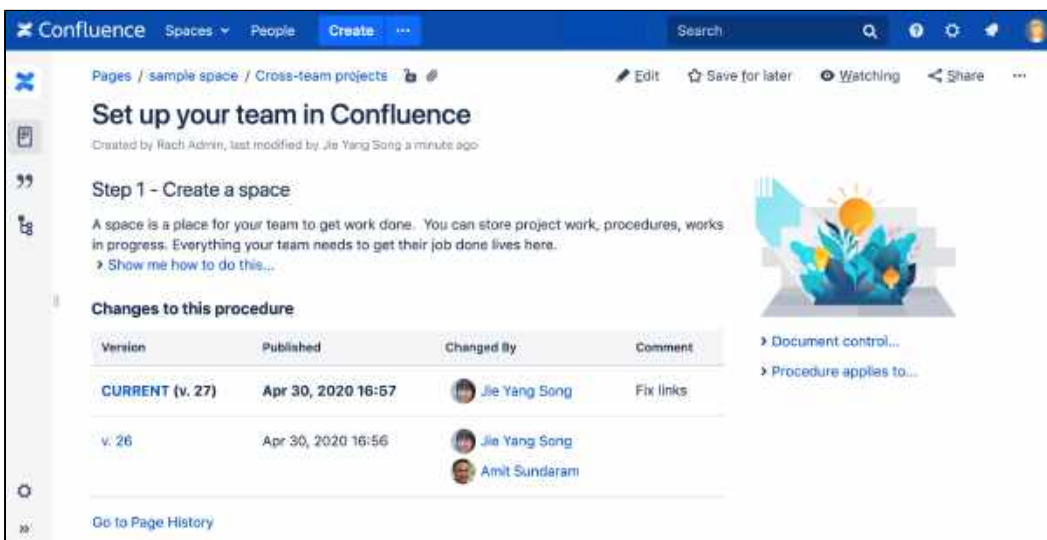 Confluence Spaces People Create ··· Search
Pages / sample space / Cross-team projects Edit Save for later Watching Share ···
Set up your team in Confluence
Created by Rach Admin, last modified by Jie Yang Song a minute ago
Step 1 - Create a space
A space is a place for your team to get work done. You can store project work, procedures, works
in progress. Everything your team needs to get their job done lives here.
Show me how to do this...
Changes to this procedure
Version Published Changed By Comment
CURRENT (v. 27) Apr 30, 2020 16:57 Jie Yang Song Fix links
v. 26 Apr 30, 2020 16:56 Jie Yang Song
Amit Sundaram
Go to Page History
Document control...
Procedure applies to...